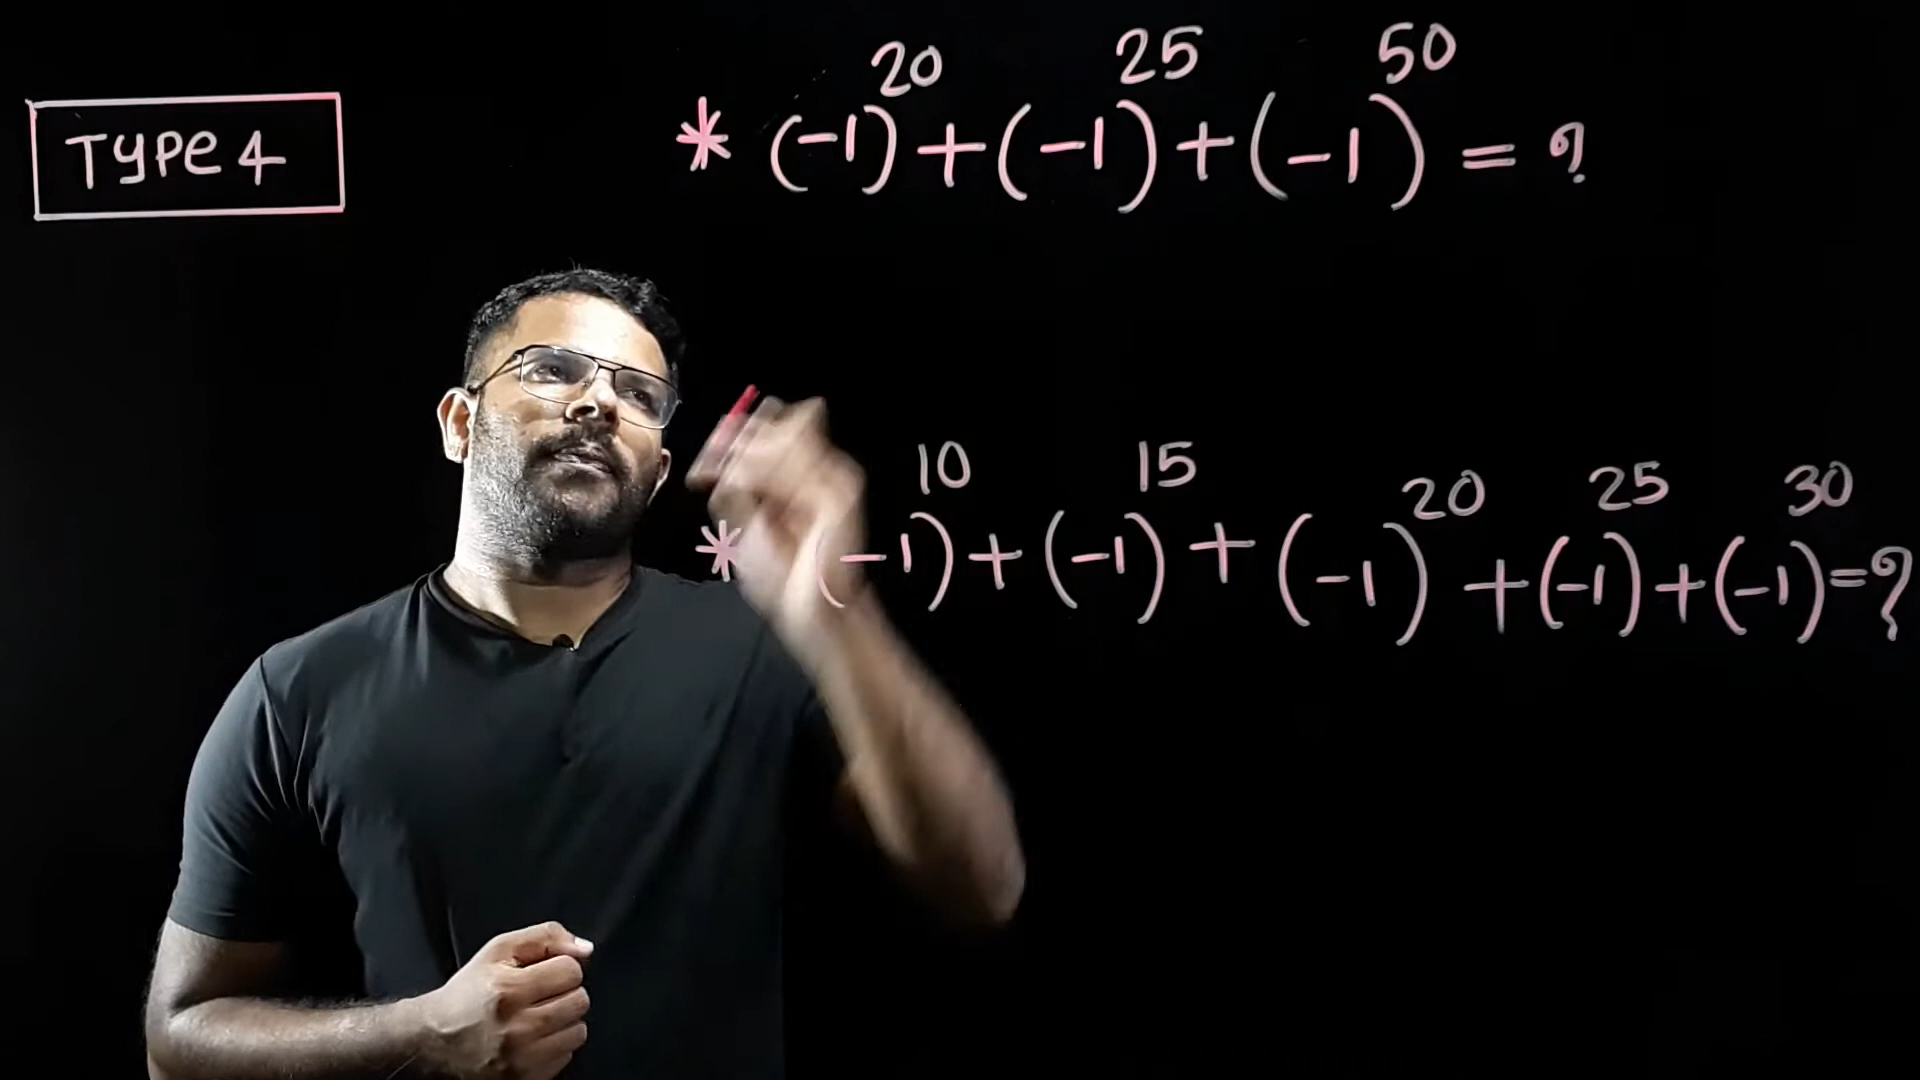 TYPe 4
* (-1)²⁰ + (-1)²⁵ + (-1)⁵⁰ = ?
* (-1)¹⁰ + (-1)¹⁵ + (-1)²⁰ + (-1)²⁵ + (-1)³⁰ = ?